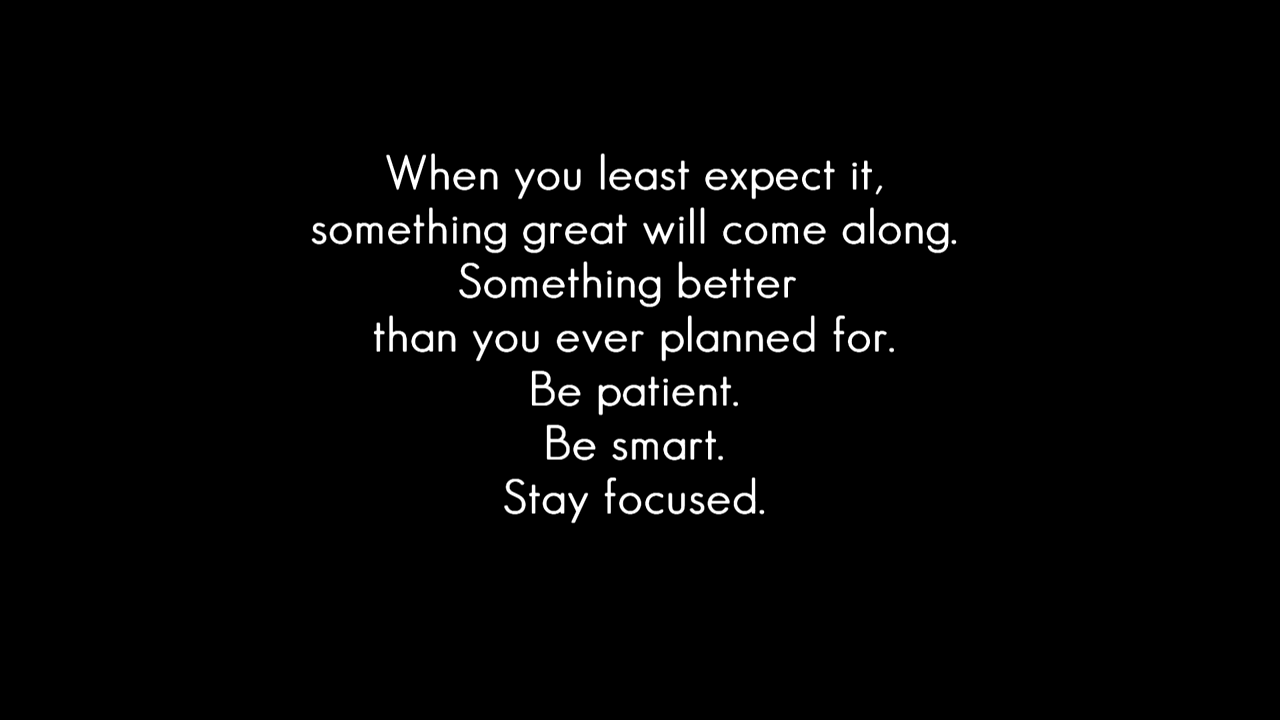 When you least expect it,
something great will come along.
Something better
than you ever planned for.
Be patient.
Be smart.
Stay focused.